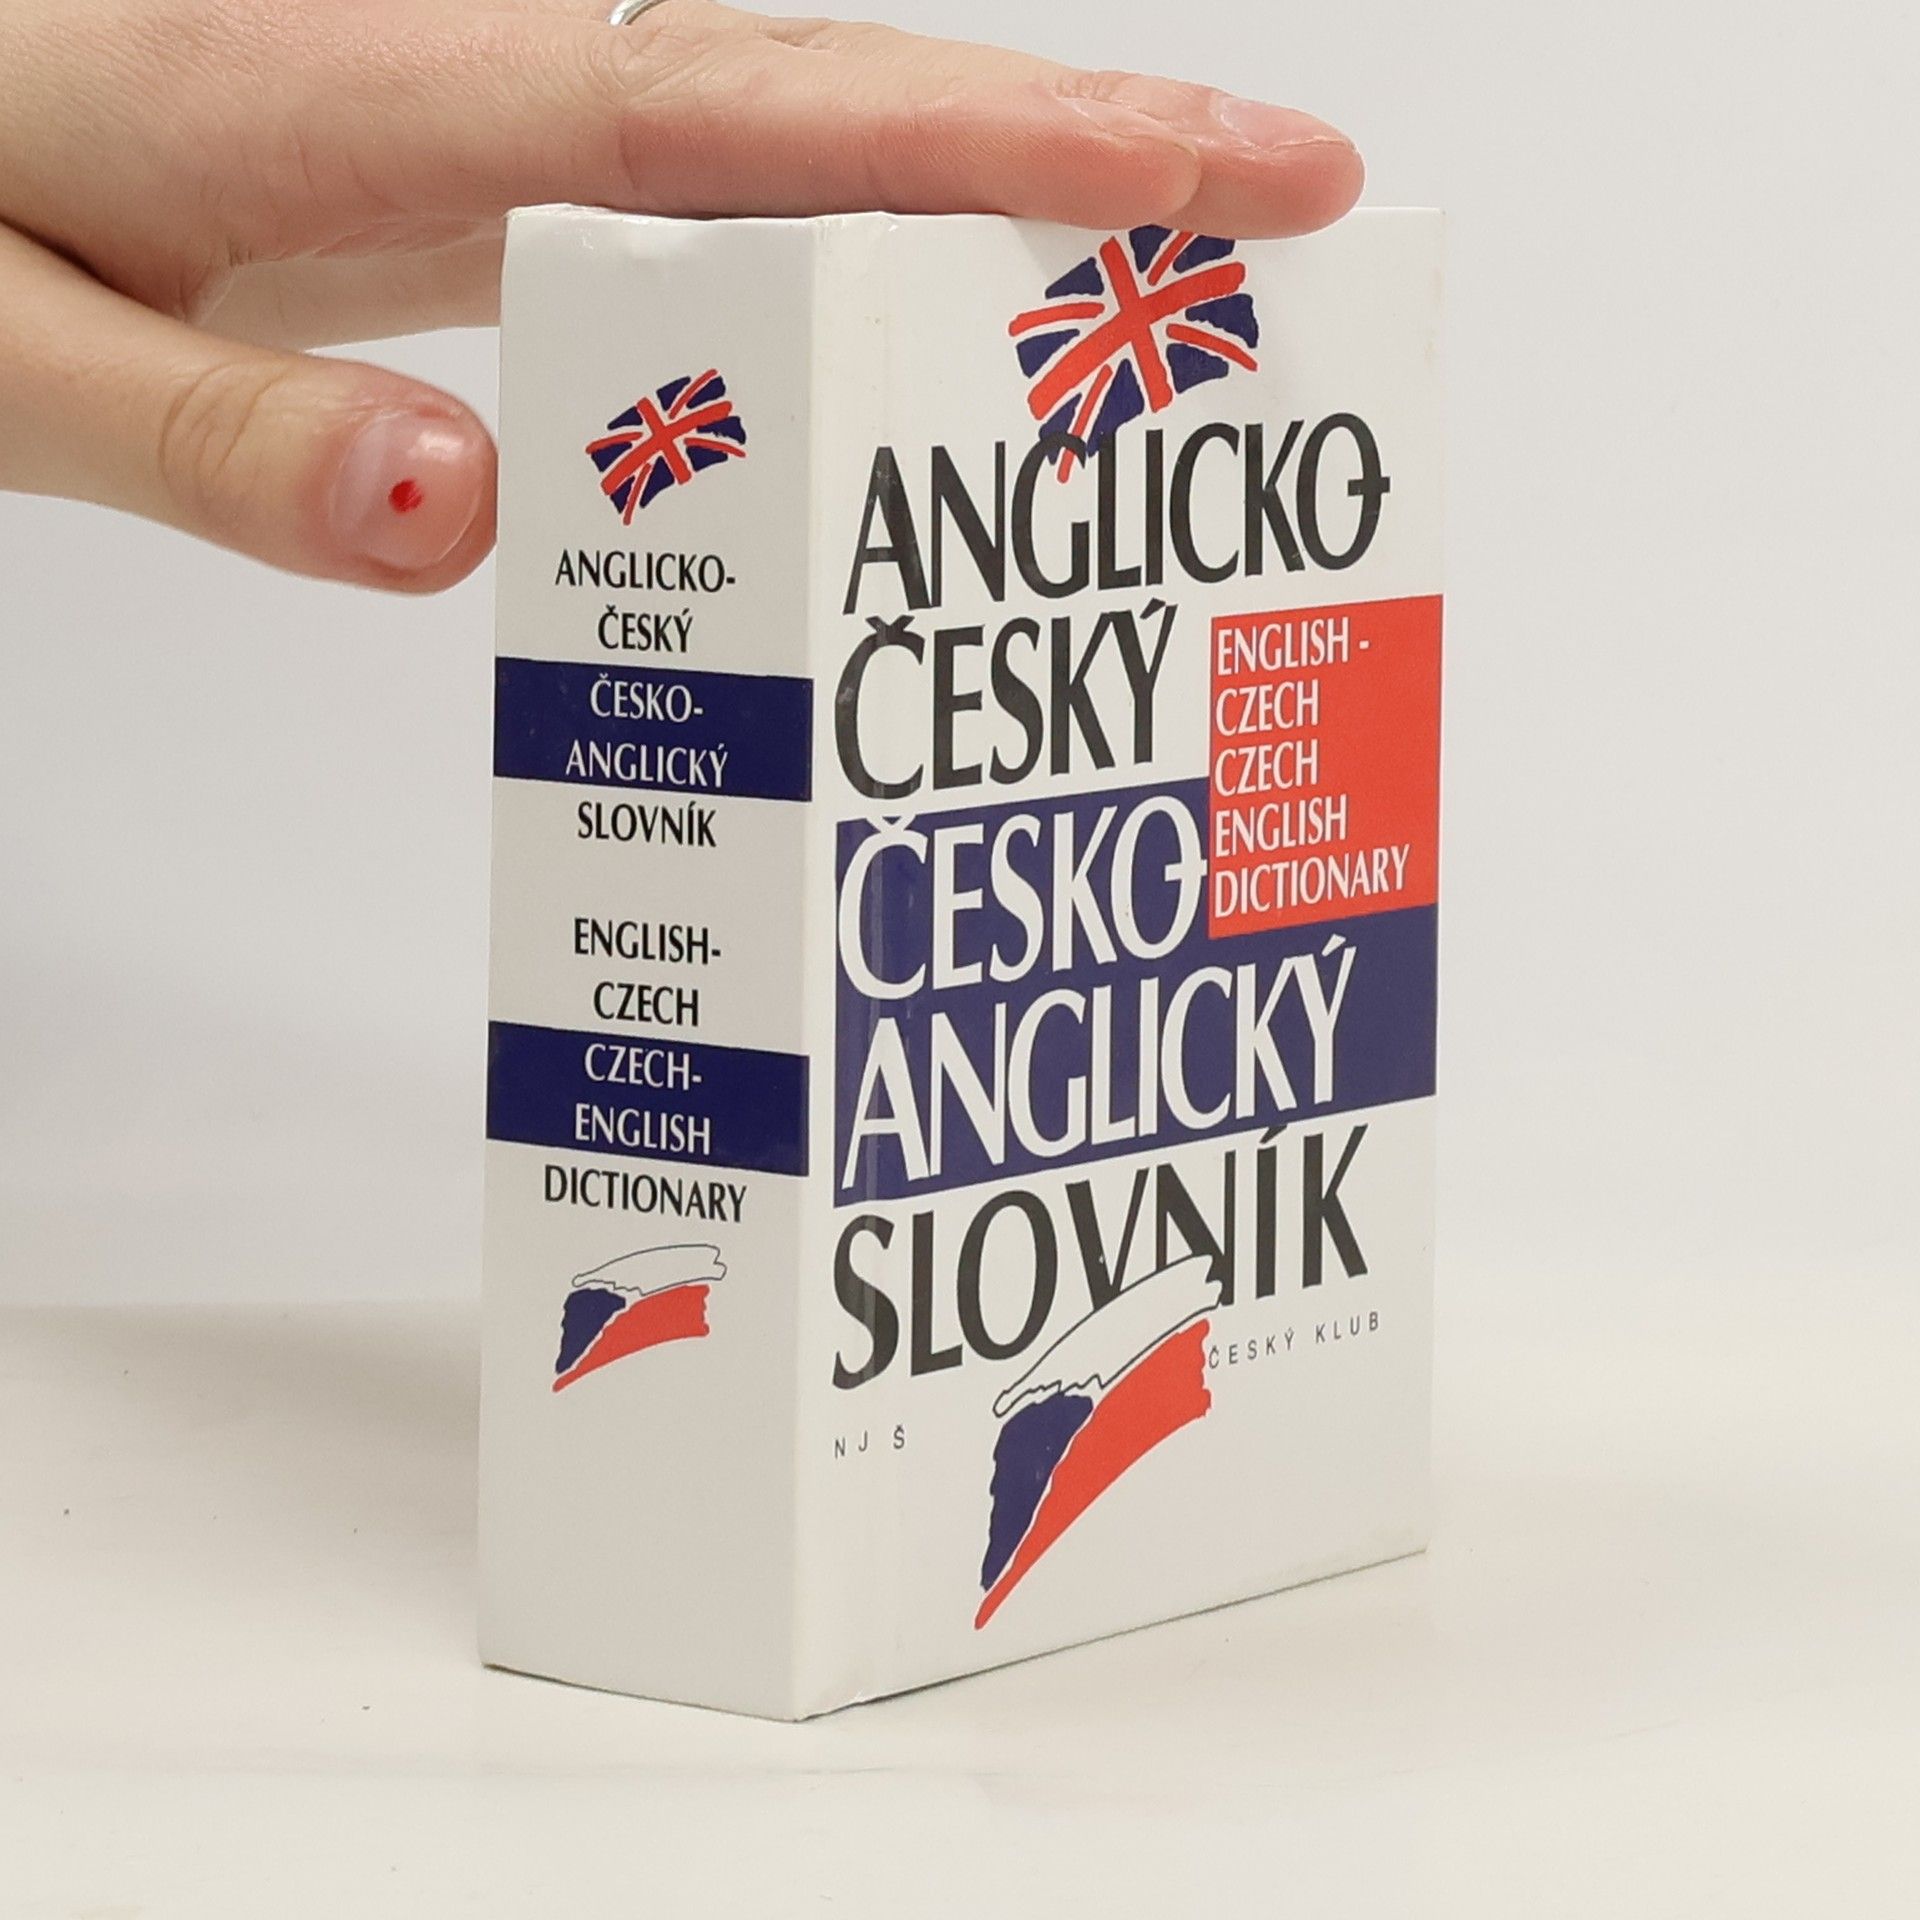 ANGLICKO-
ČESKÝ
ČESKO-
ANGLICKÝ
SLOVNÍK
ENGLISH-
CZECH
CZECH-
ENGLISH
DICTIONARY
ANGLICKO-
ČESKÝ
ČESKO-
ANGLICKÝ
SLOVNÍK
ENGLISH -
CZECH
CZECH
ENGLISH
DICTIONARY
NJŠ
ČESKÝ KLUB